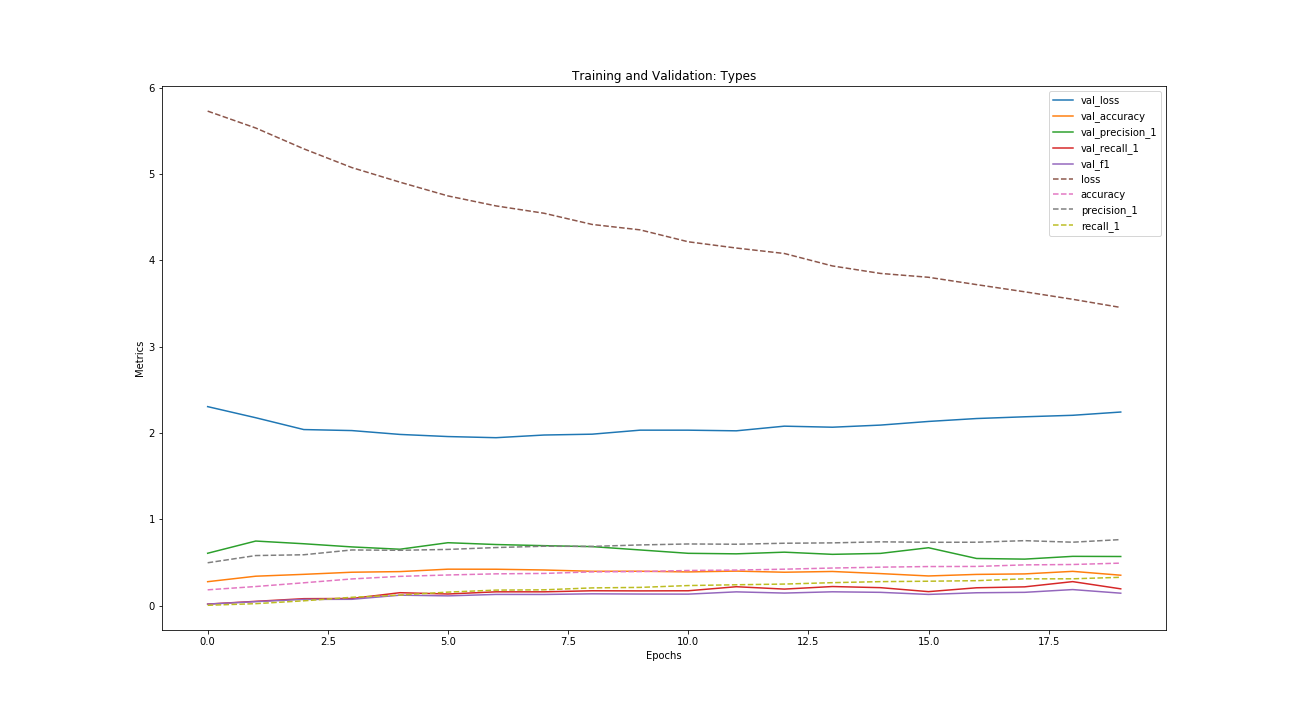 Training and Validation: Types
6
5
4
3
2
1
0
Metrics
val_loss
val_accuracy
val_precision_1
val_recall_1
val_f1
loss
accuracy
precision_1
recall_1
0.0 2.5 5.0 7.5 10.0 12.5 15.0 17.5
Epochs